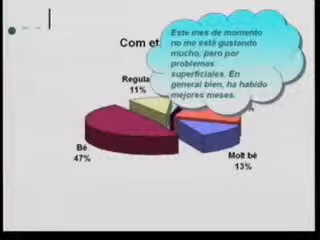 Com et
Este mes de momento
no me está gustando
mucho, pero por
problemas
superficiales. En
general bien, ha habido
mejores meses.
Regula
11%
Bé
47%
Molt bé
13%